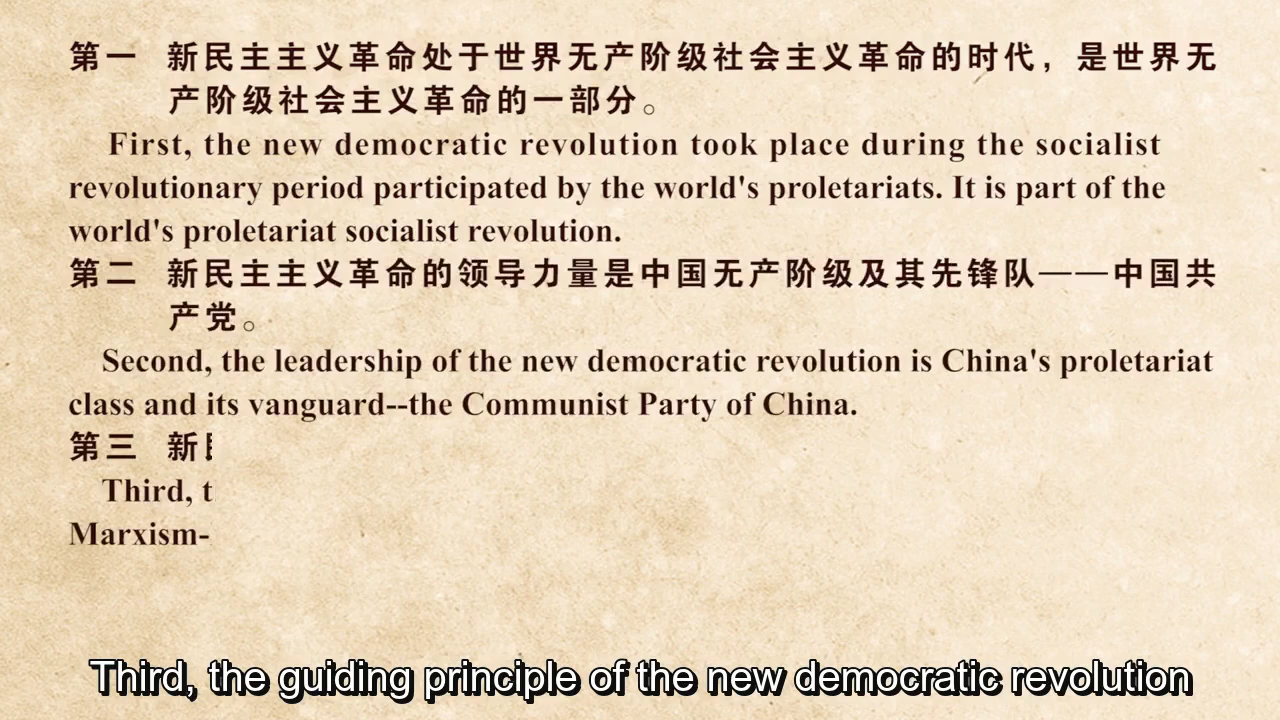 第一 新民主主义革命处于世界无产阶级社会主义革命的时代，是世界无
产阶级社会主义革命的一部分。
First, the new democratic revolution took place during the socialist
revolutionary period participated by the world's proletariats. It is part of the
world's proletariat socialist revolution.
第二 新民主主义革命的领导力量是中国无产阶级及其先锋队——中国共
产党。
Second, the leadership of the new democratic revolution is China's proletariat
class and its vanguard--the Communist Party of China.
第三 新
Third, t
Marxism-
Third, the guiding principle of the new democratic revolution